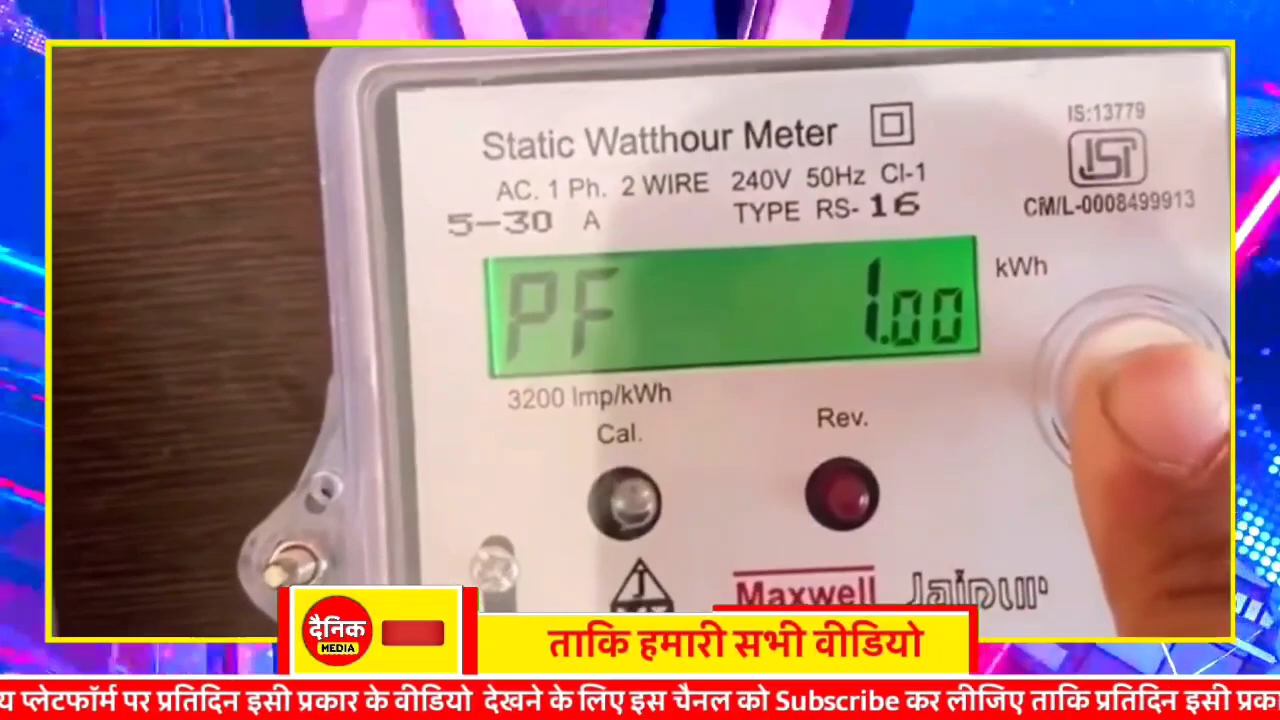 Static Watthour Meter
AC. 1 Ph. 2 WIRE 240V 50Hz Cl-1
5-30 A TYPE RS-16
IS:13779
ISI
CM/L-0008499913
PF 1.00
kWh
3200 Imp/kWh
Cal.
Rev.
Maxwell Jaipur
दैनिक
MEDIA
ताकि हमारी सभी वीडियो
प्लेटफॉर्म पर प्रतिदिन इसी प्रकार के वीडियो देखने के लिए इस चैनल को Subscribe कर लीजिए ताकि प्रतिदिन इसी